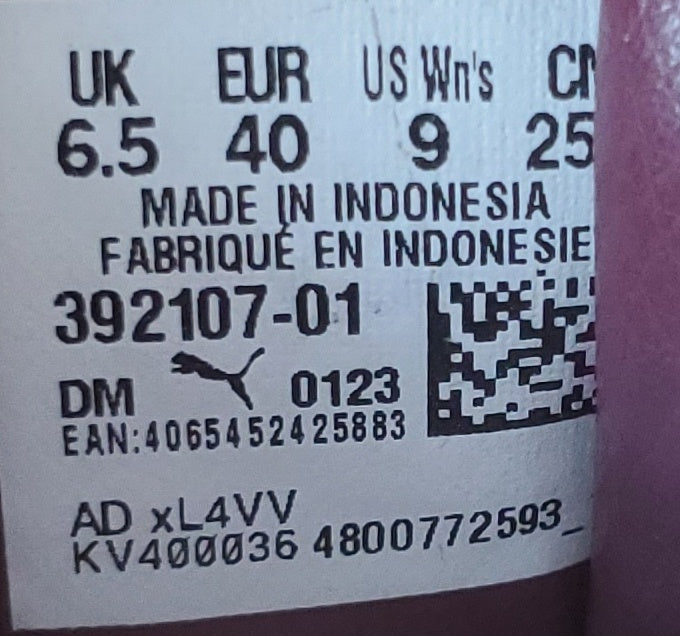 UK EUR US Wn's CM
6.5 40 9 25
MADE IN INDONESIA
FABRIQUÉ EN INDONESIE
392107-01
DM 0123
EAN:4065452425883
AD xL4VV
KV400036 4800772593_